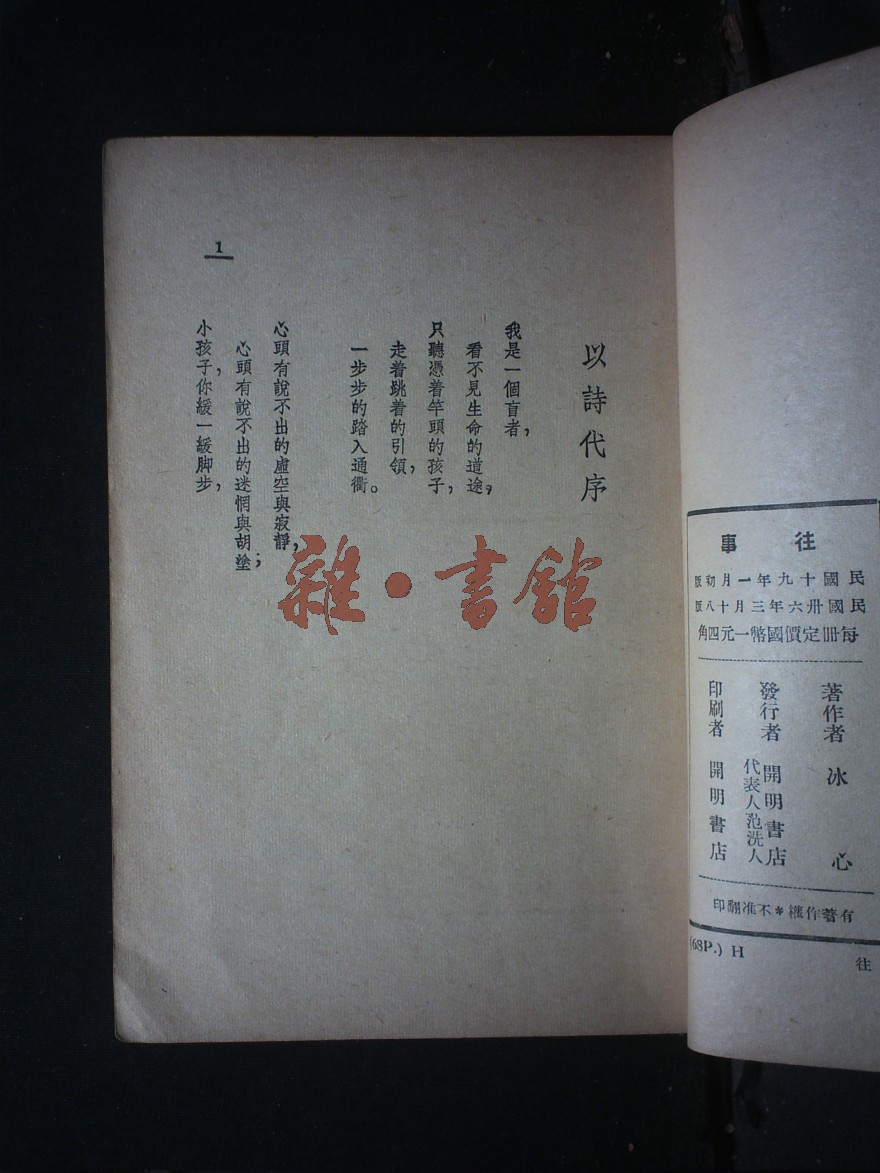 往事
民國十九年一月初版
民國卅六年三月十八版
每冊定價國幣一元四角
著作者 冰心
發行者 開明書店
代表人范洗人
印刷者 開明書店
有著作權＊不准翻印
(68P.) H
往
1
以詩代序
我是一個盲者，
看不見生命的道途，
只聽憑着竿頭的孩子，
走着跳着的引領，
一步步的踏入通衢。
心頭有說不出的虛空與寂靜，
心頭有說不出的迷惘與胡塗；
小孩子，你緩一緩脚步，
雜·書館